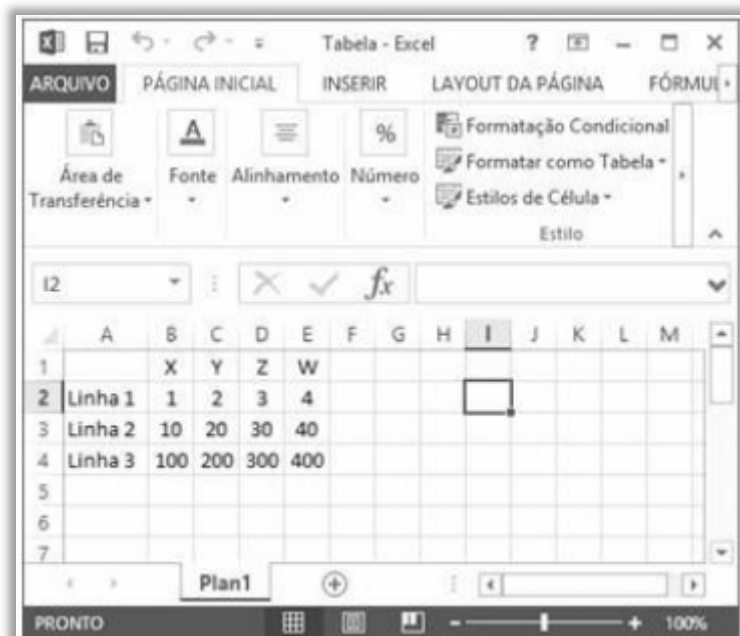 Tabela - Excel ?
ARQUIVO PÁGINA INICIAL INSERIR LAYOUT DA PÁGINA FÓRMUL
Área de Transferência
Fonte
Alinhamento
%
Número
Formatação Condicional
Formatar como Tabela
Estilos de Célula
Estilo
I2 fx
A B C D E F G H I J K L M
1 X Y Z W
2 Linha 1 1 2 3 4
3 Linha 2 10 20 30 40
4 Linha 3 100 200 300 400
5
6
7
Plan1
PRONTO 100%